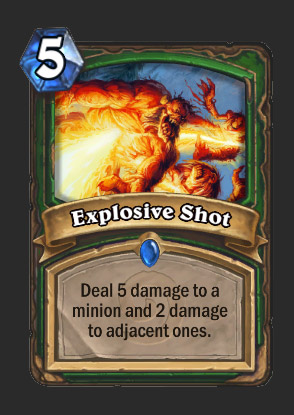 5
Explosive Shot
Deal 5 damage to a
minion and 2 damage
to adjacent ones.